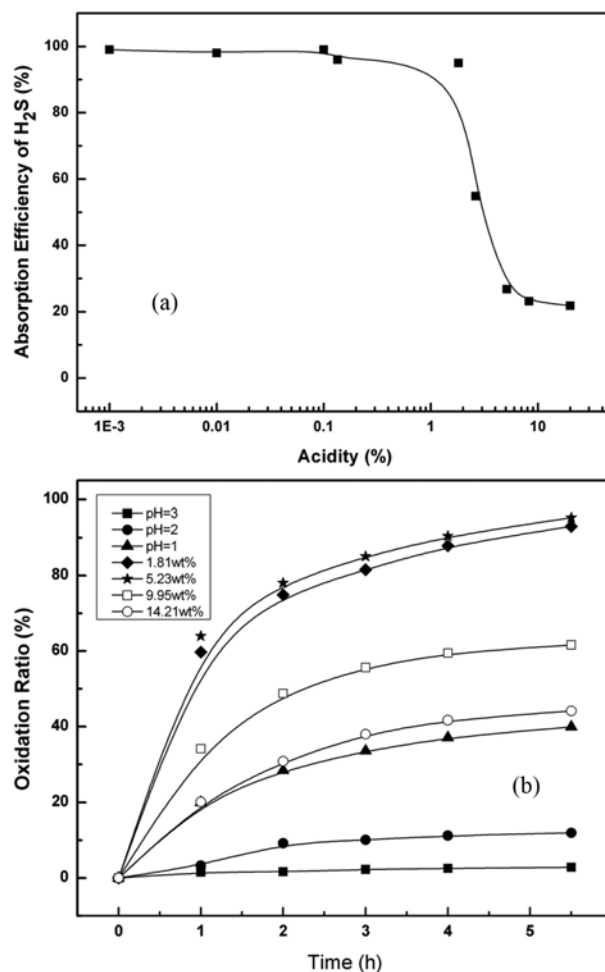 100
80
60
40
20
0
Absorption Efficiency of H₂S (%)
(a)
1E-3 0.01 0.1 1 10
Acidity (%)
100
80
60
40
20
0
Oxidation Ratio (%)
pH=3
pH=2
pH=1
1.81wt%
5.23wt%
9.95wt%
14.21wt%
(b)
0 1 2 3 4 5
Time (h)